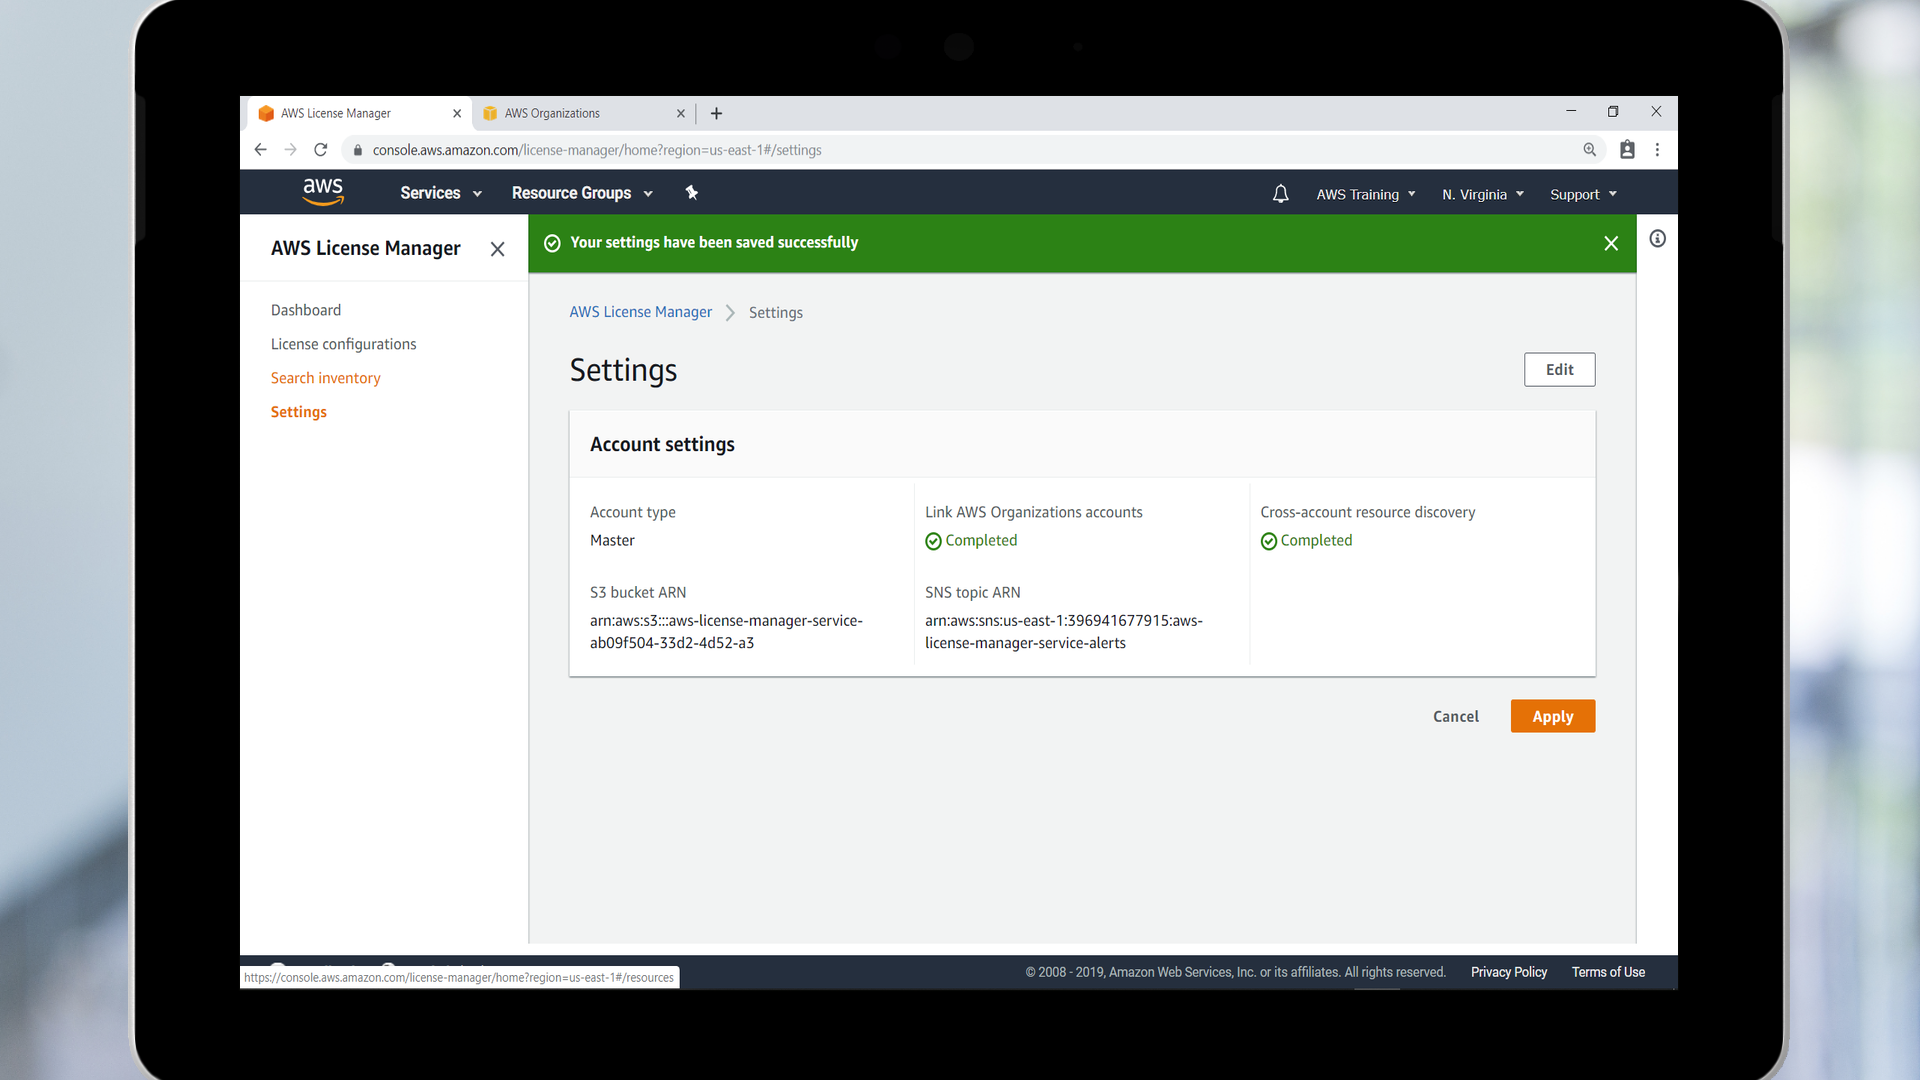 AWS License Manager
AWS Organizations
console.aws.amazon.com/license-manager/home?region=us-east-1#/settings
aws
Services
Resource Groups
AWS Training
N. Virginia
Support
AWS License Manager
Your settings have been saved successfully
Dashboard
License configurations
Search inventory
Settings
AWS License Manager
Settings
Settings
Edit
Account settings
Account type
Master
Link AWS Organizations accounts
Completed
Cross-account resource discovery
Completed
S3 bucket ARN
arn:aws:s3:::aws-license-manager-service-
ab09f504-33d2-4d52-a3
SNS topic ARN
arn:aws:sns:us-east-1:396941677915:aws-
license-manager-service-alerts
Cancel
Apply
https://console.aws.amazon.com/license-manager/home?region=us-east-1#/resources
© 2008 - 2019, Amazon Web Services, Inc. or its affiliates. All rights reserved.
Privacy Policy
Terms of Use